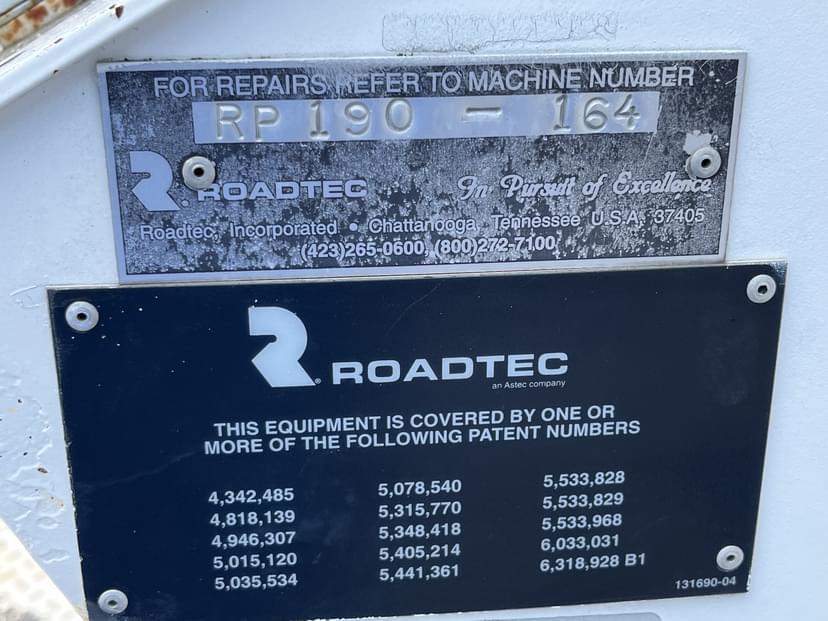 FOR REPAIRS REFER TO MACHINE NUMBER
RP 190 - 164
ROADTEC In Pursuit of Excellence
Roadtec, Incorporated • Chattanooga, Tennessee U.S.A. 37405
(423)265-0600, (800)272-7100
ROADTEC
an Astec company
THIS EQUIPMENT IS COVERED BY ONE OR
MORE OF THE FOLLOWING PATENT NUMBERS
4,342,485 5,078,540 5,533,828
4,818,139 5,315,770 5,533,829
4,946,307 5,348,418 5,533,968
5,015,120 5,405,214 6,033,031
5,035,534 5,441,361 6,318,928 B1
131690-04